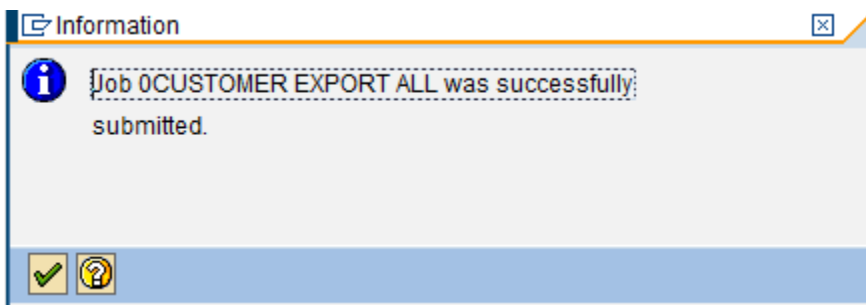 Information
Job 0CUSTOMER EXPORT ALL was successfully
submitted.